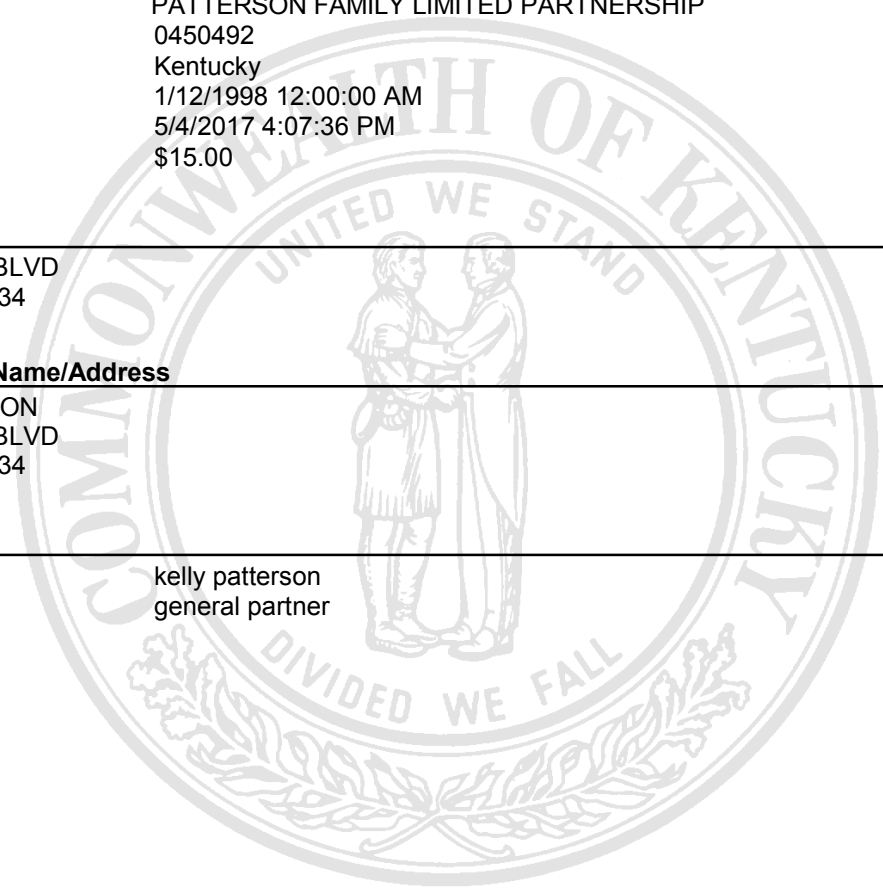 PATTERSON FAMILY LIMITED PARTNERSHIP
0450492
Kentucky
1/12/1998 12:00:00 AM
5/4/2017 4:07:36 PM
$15.00
BLVD
34
Name/Address
ON
BLVD
34
kelly patterson
general partner
COMMONWEALTH OF KENTUCKY
UNITED WE STAND
DIVIDED WE FALL